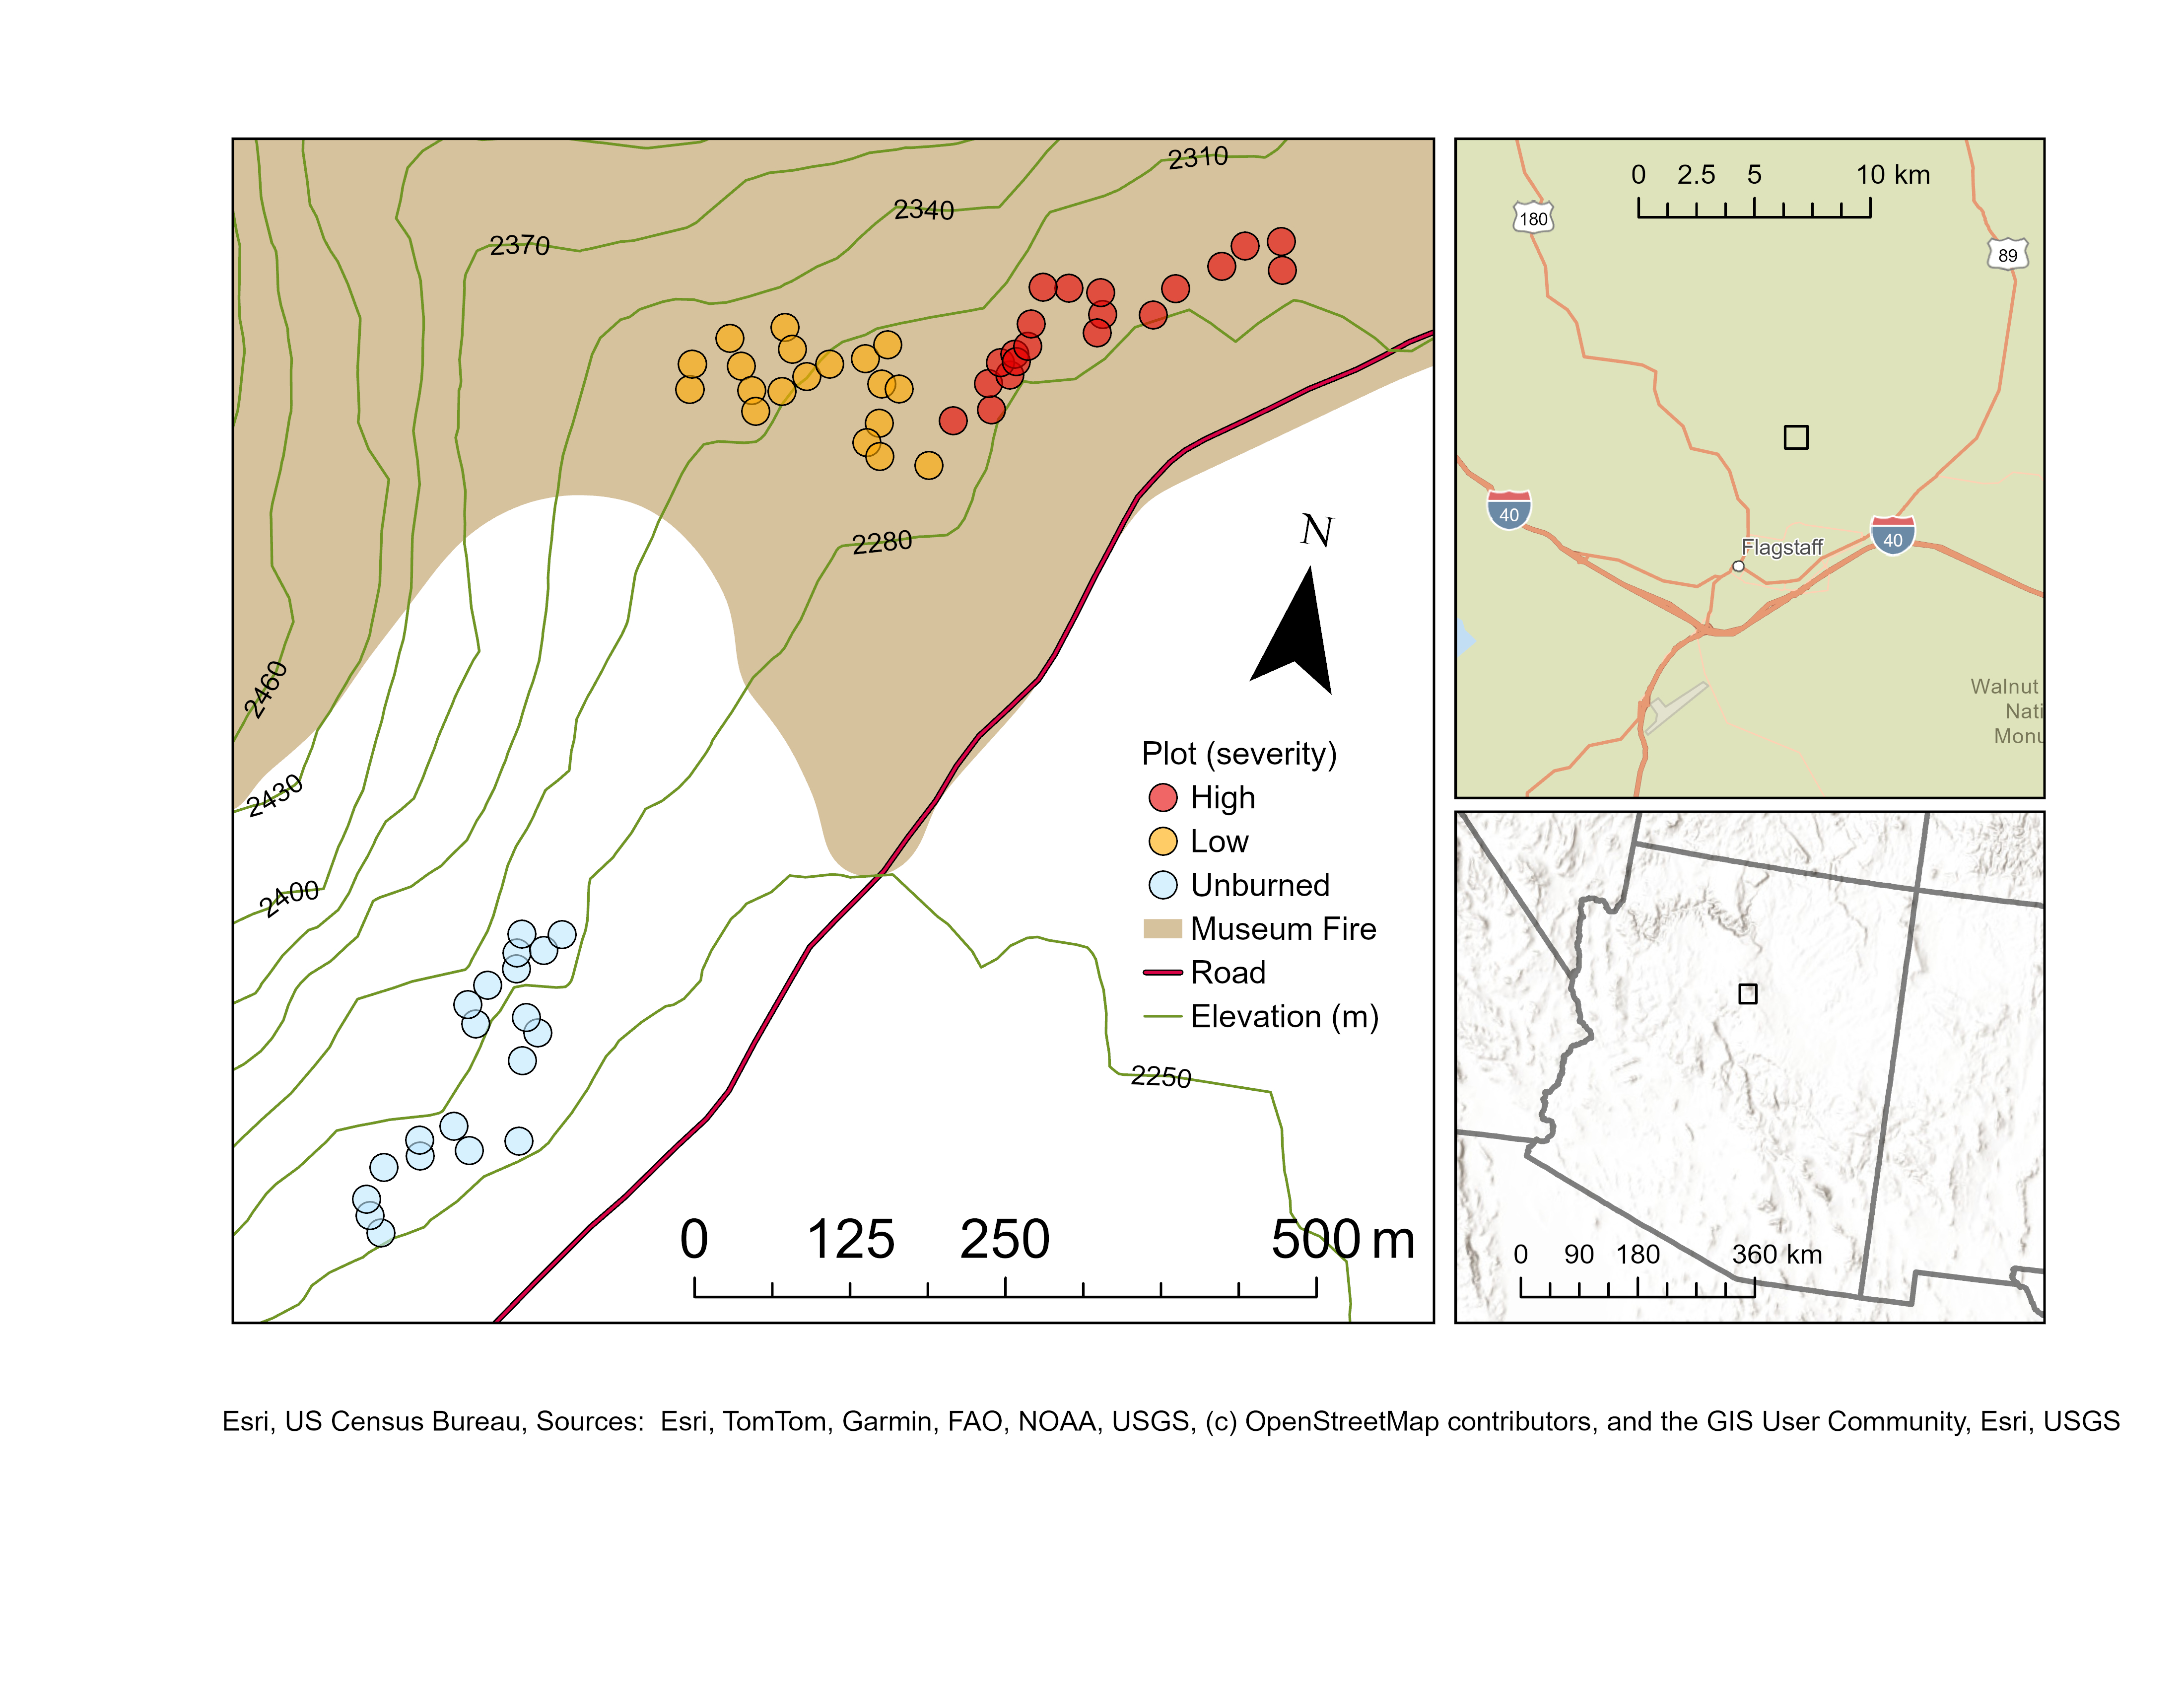 2310
2340
2370
2280
2460
2430
2400
2250
N
Plot (severity)
High
Low
Unburned
Museum Fire
Road
Elevation (m)
0 125 250 500 m
0 2.5 5 10 km
180
89
40
40
Flagstaff
Walnut
Nati
Monu
0 90 180 360 km
Esri, US Census Bureau, Sources: Esri, TomTom, Garmin, FAO, NOAA, USGS, (c) OpenStreetMap contributors, and the GIS User Community, Esri, USGS